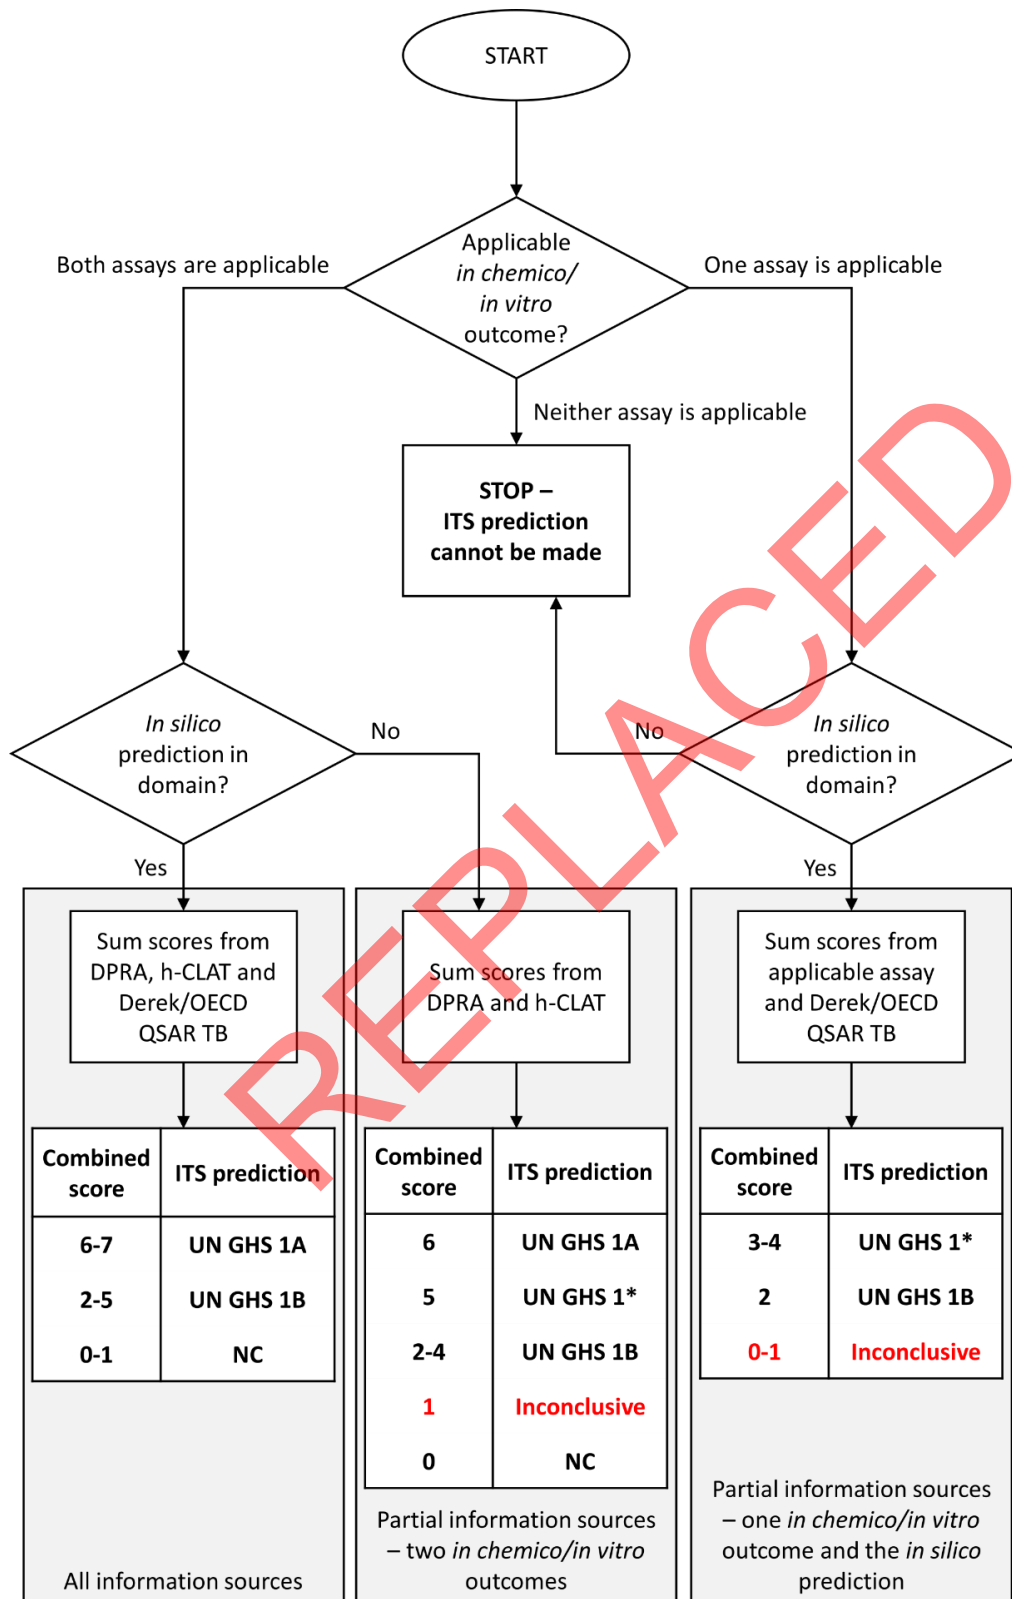 START
Applicable
in chemico/
in vitro
outcome?
Both assays are applicable
One assay is applicable
Neither assay is applicable
STOP –
ITS prediction
cannot be made
In silico
prediction in
domain?
No
Yes
No
In silico
prediction in
domain?
Yes
Sum scores from
DPRA, h-CLAT and
Derek/OECD
QSAR TB
Combined
score
ITS prediction
6-7
UN GHS 1A
2-5
UN GHS 1B
0-1
NC
All information sources
Sum scores from
DPRA and h-CLAT
Combined
score
ITS prediction
6
UN GHS 1A
5
UN GHS 1*
2-4
UN GHS 1B
1
Inconclusive
0
NC
Partial information sources
– two in chemico/in vitro
outcomes
Sum scores from
applicable assay
and Derek/OECD
QSAR TB
Combined
score
ITS prediction
3-4
UN GHS 1*
2
UN GHS 1B
0-1
Inconclusive
Partial information sources
– one in chemico/in vitro
outcome and the in silico
prediction
REPLACED